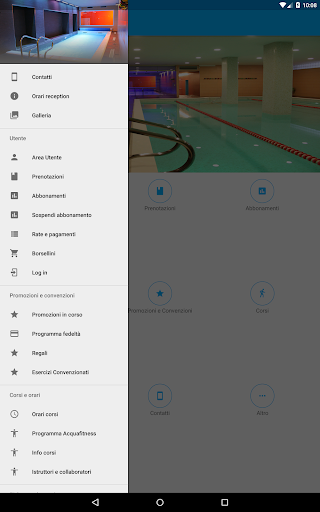 10:08
Contatti
Orari reception
Galleria
Utente
Area Utente
Prenotazioni
Abbonamenti
Sospendi abbonamento
Rate e pagamenti
Borsellini
Log in
Promozioni e convenzioni
Promozioni in corso
Programma fedeltà
Regali
Esercizi Convenzionati
Corsi e orari
Orari corsi
Programma Acquafitness
Info corsi
Istruttori e collaboratori
Prenotazioni
Abbonamenti
Promozioni e Convenzioni
Corsi
Contatti
Altro